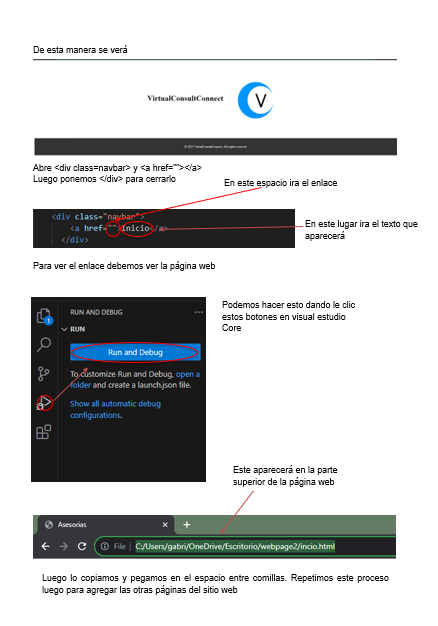 De esta manera se verá
VirtualConsultConnect
V
© 2023 VirtualConsultConnect. All rights reserved.
Abre <div class=navbar> y <a href=""></a>
Luego ponemos </div> para cerrarlo
En este espacio ira el enlace
<div class="navbar">
<a href="">Inicio</a>
</div>
En este lugar ira el texto que
aparecerá
Para ver el enlace debemos ver la página web
RUN AND DEBUG
RUN
Run and Debug
To customize Run and Debug, open a
folder and create a launch.json file.
Show all automatic debug
configurations.
1
Podemos hacer esto dando le clic
estos botones en visual estudio
Core
Este aparecerá en la parte
superior de la página web
Asesorias
File
C:/Users/gabri/OneDrive/Escritorio/webpage2/incio.html
Luego lo copiamos y pegamos en el espacio entre comillas. Repetimos este proceso
luego para agregar las otras páginas del sitio web